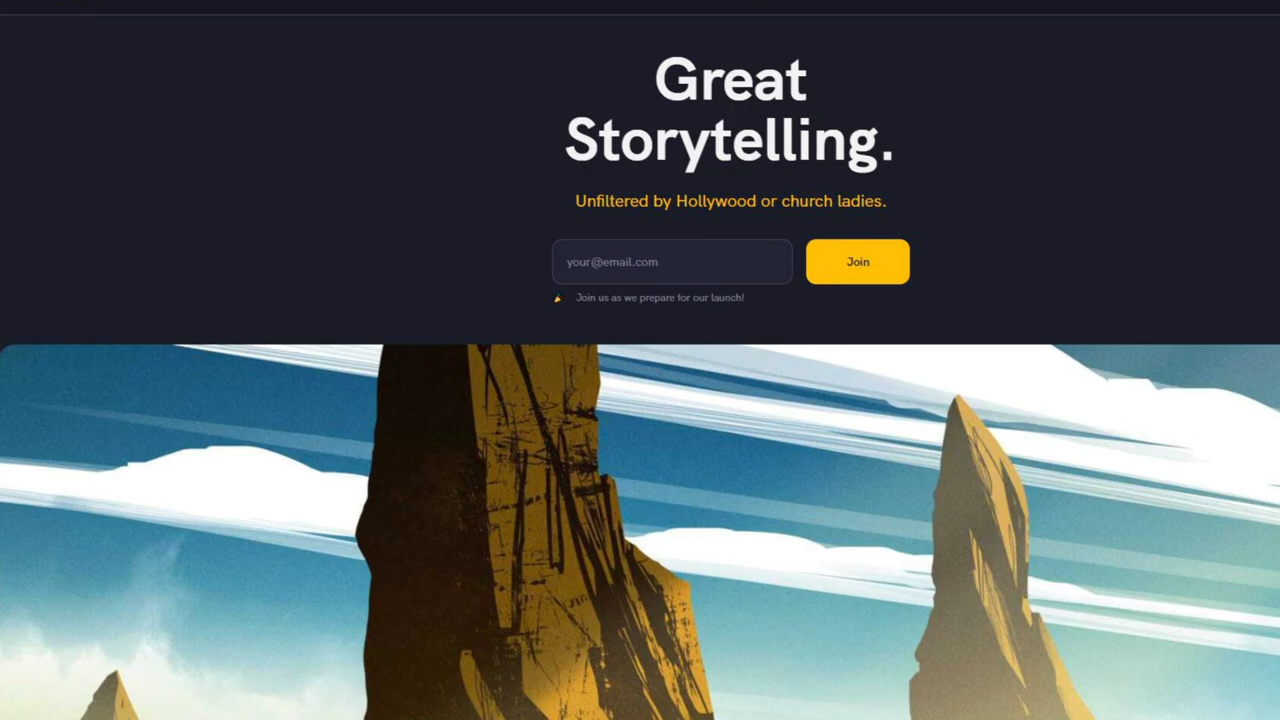 Great
Storytelling.
Unfiltered by Hollywood or church ladies.
your@email.com
Join
Join us as we prepare for our launch!